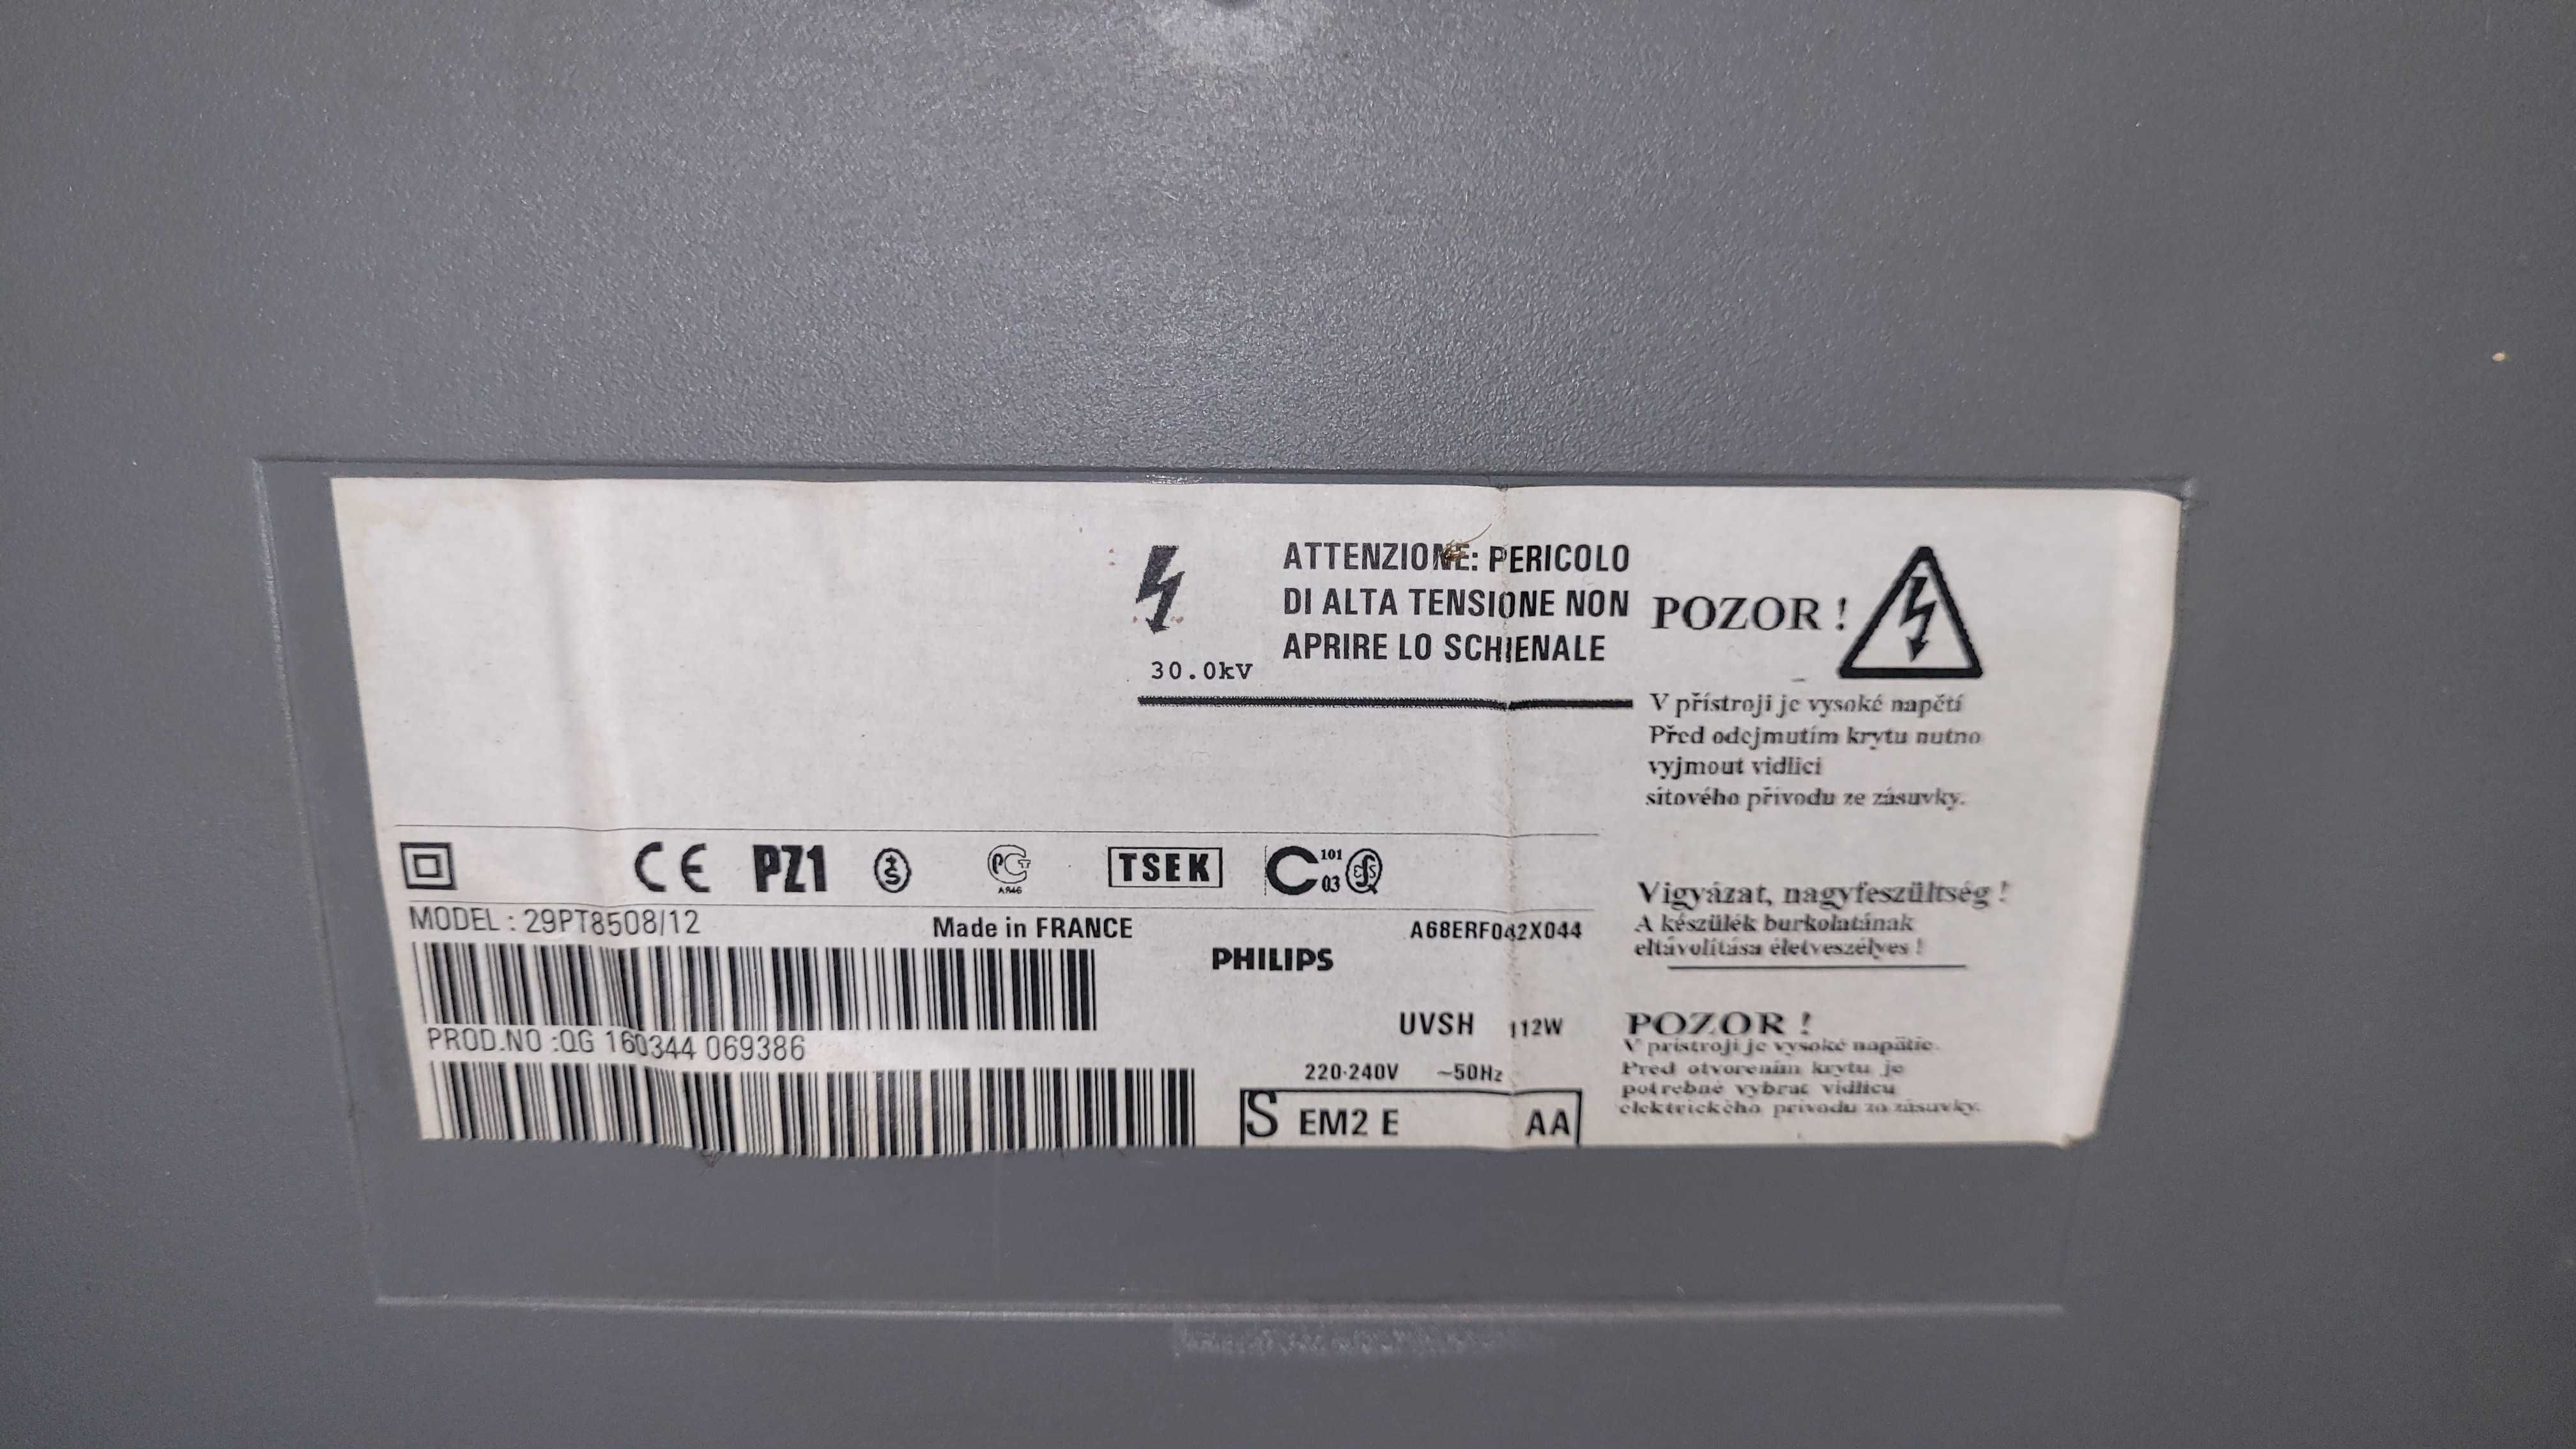 ATTENZIONE: PERICOLO
DI ALTA TENSIONE NON
APRIRE LO SCHIENALE
30.0kV
POZOR !
V přístroji je vysoké napětí
Před odejmutím krytu nutno
vyjmout vidlici
síťového přívodu ze zásuvky.
CE PZ1 TSEK C 101 03
MODEL : 29PT8508/12
Made in FRANCE
A68ERF042X044
PHILIPS
PROD.NO :QG 160344 069386
UVSH 112W
220-240V ~50Hz
S EM2 E AA
Vigyázat, nagyfeszültség !
A készülék burkolatának
eltávolítása életveszélyes !
POZOR !
V prístroji je vysoké napätie.
Pred otvorením krytu je
potrebné vybrať vidlicu
elektrického prívodu zo zásuvky.